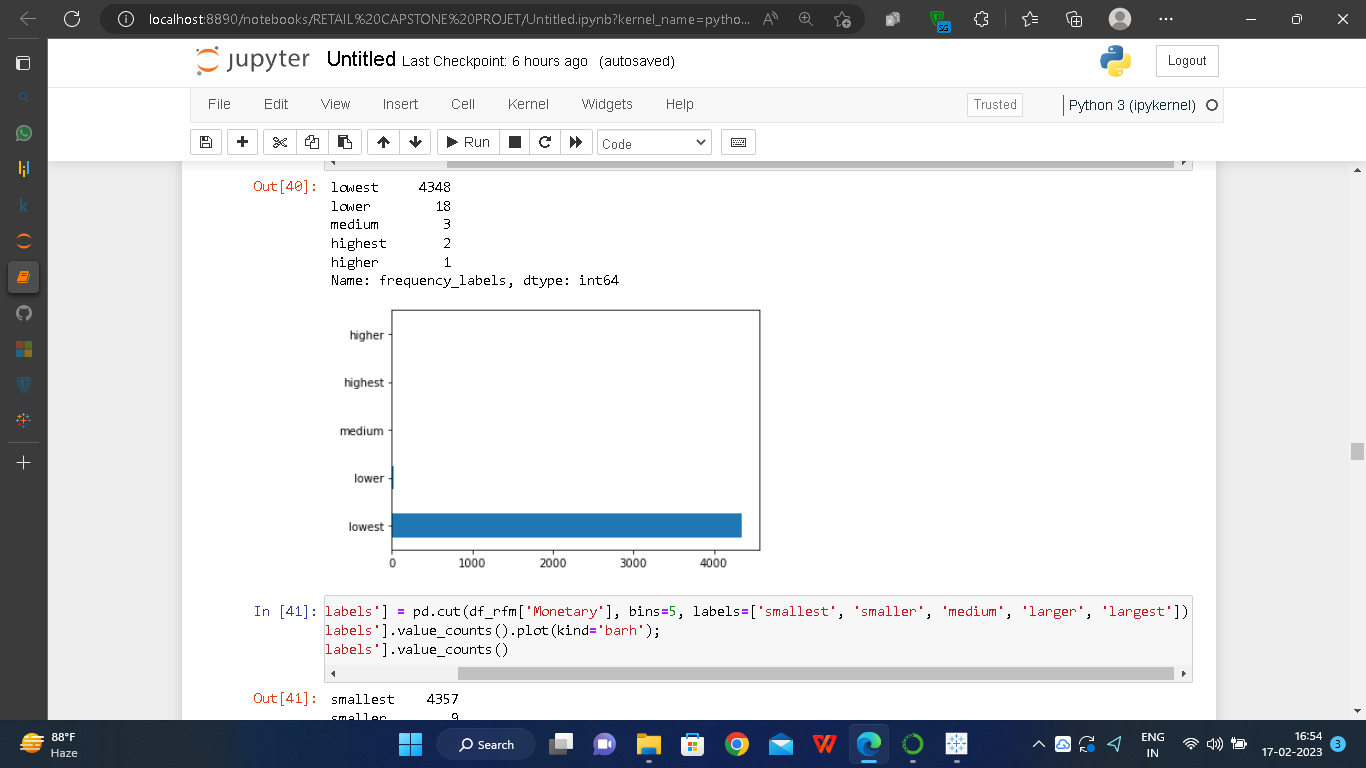 localhost:8890/notebooks/RETAIL%20CAPSTONE%20PROJET/Untitled.ipynb?kernel_name=pytho...
SG
jupyter Untitled Last Checkpoint: 6 hours ago (autosaved)
Logout
File Edit View Insert Cell Kernel Widgets Help
Trusted
Python 3 (ipykernel)
Run
Code
Out[40]: lowest 4348
lower 18
medium 3
highest 2
higher 1
Name: frequency_labels, dtype: int64
higher
highest
medium
lower
lowest
0 1000 2000 3000 4000
In [41]: labels'] = pd.cut(df_rfm['Monetary'], bins=5, labels=['smallest', 'smaller', 'medium', 'larger', 'largest'])
labels'].value_counts().plot(kind='barh');
labels'].value_counts()
Out[41]: smallest 4357
smaller 9
88°F
Haze
Search
ENG
IN
16:54
17-02-2023
3